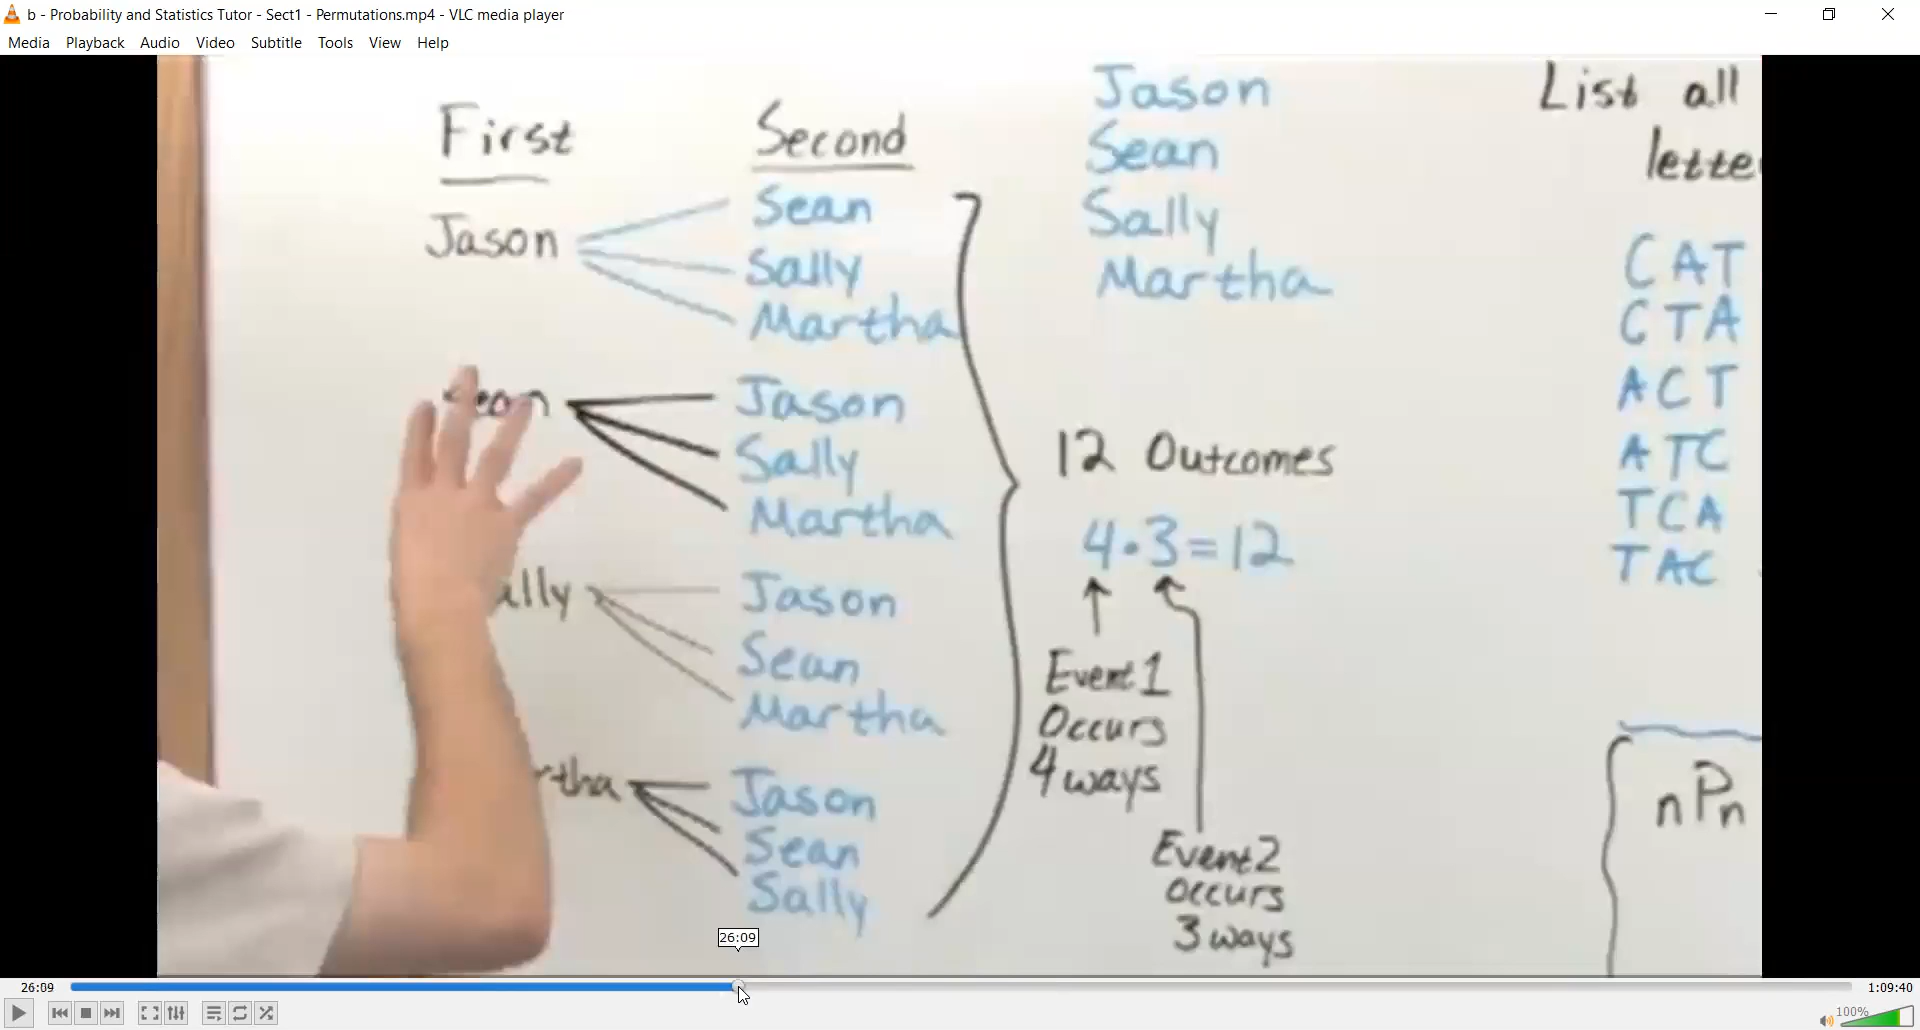 b - Probability and Statistics Tutor - Sect1 - Permutations.mp4 - VLC media player
Media Playback Audio Video Subtitle Tools View Help
First
Second
Jason
Sean
Sally
Martha
Jason
Sally
Martha
ally
Jason
Sean
Martha
rtha
Jason
Sean
Sally
Jason
Sean
Sally
Martha
12 Outcomes
4·3=12
Event 1
Occurs
4 ways
Event 2
occurs
3 ways
List all
lette
CAT
CTA
ACT
ATC
TCA
TAC
nPn
26:09
26:09
1:09:40
100%